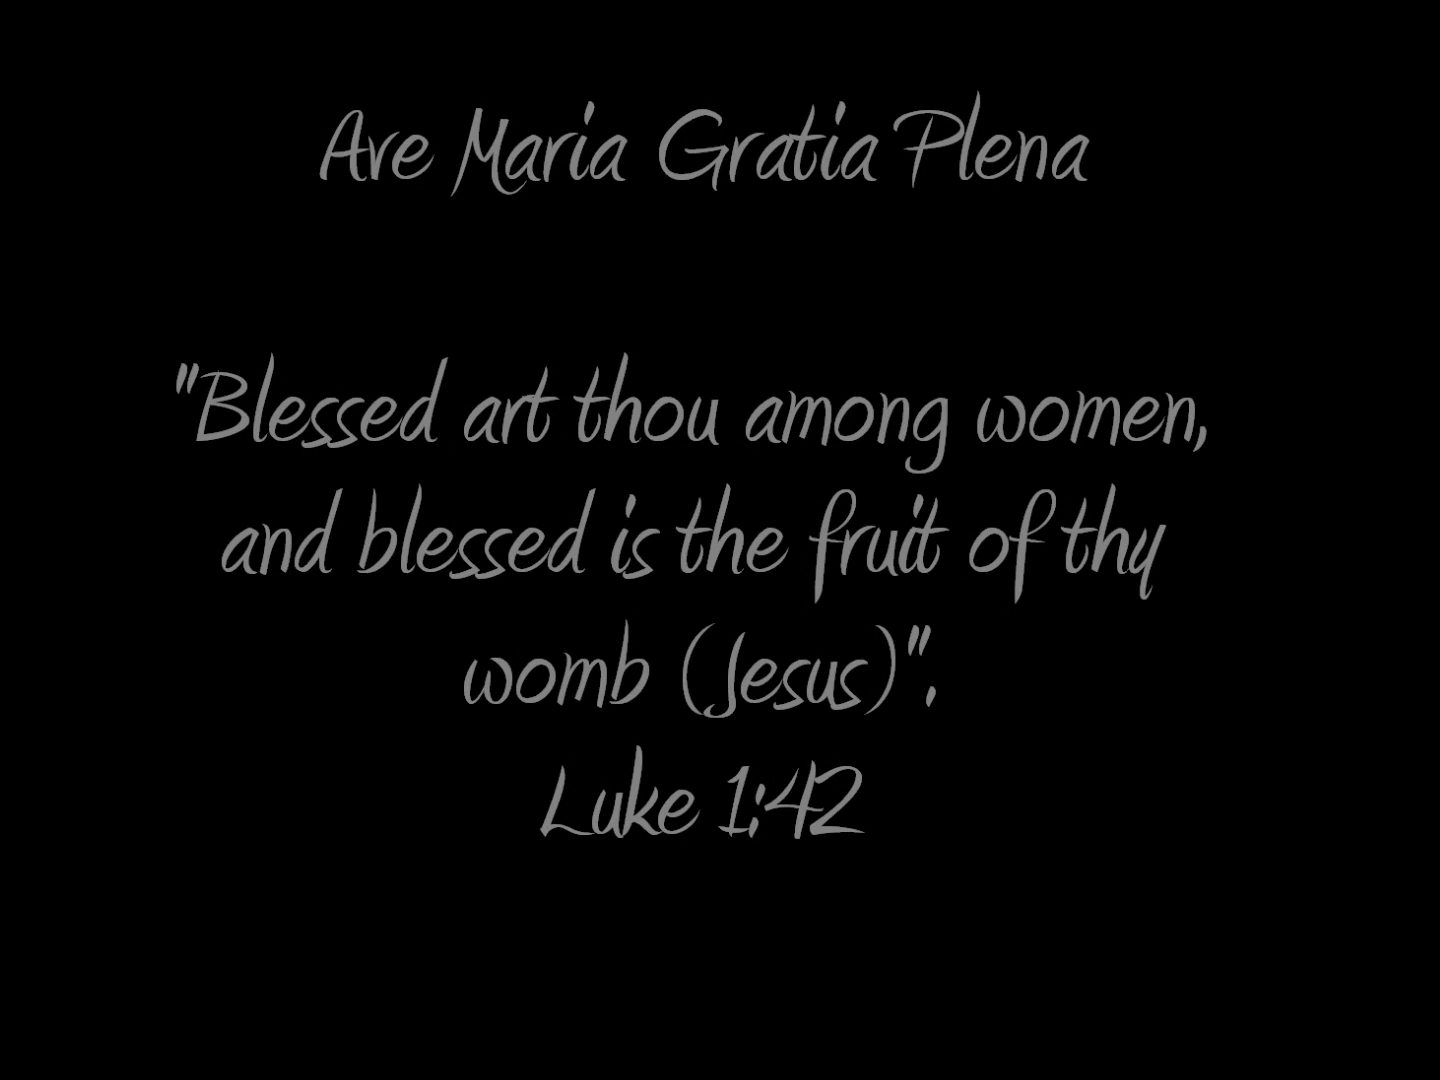 Ave Maria Gratia Plena
"Blessed art thou among women,
and blessed is the fruit of thy
womb (Jesus)".
Luke 1:42